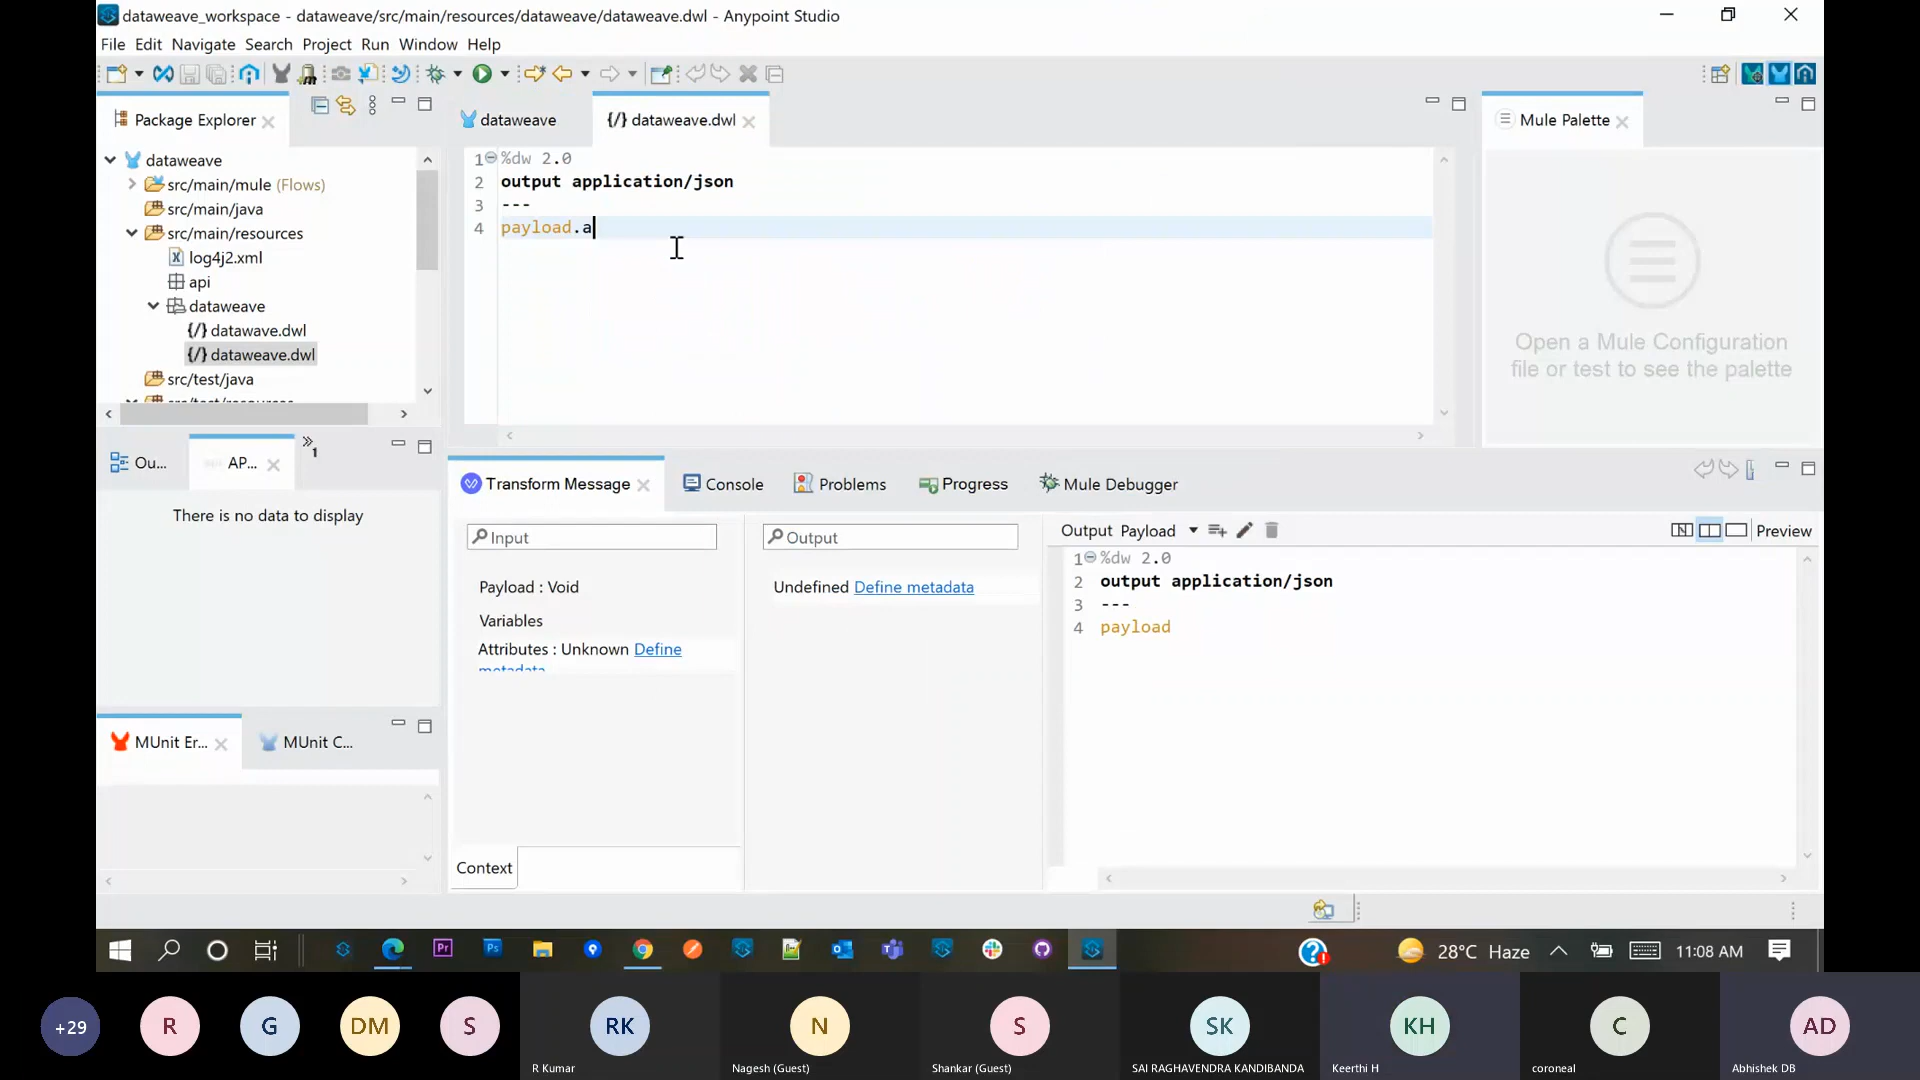 dataweave_workspace - dataweave/src/main/resources/dataweave/dataweave.dwl - Anypoint Studio
File Edit Navigate Search Project Run Window Help
Package Explorer
dataweave
src/main/mule (Flows)
src/main/java
src/main/resources
log4j2.xml
api
dataweave
datawave.dwl
dataweave.dwl
src/test/java
src/test/resources
dataweave
{/} dataweave.dwl
1 %dw 2.0
2 output application/json
3 ---
4 payload.a
Mule Palette
Open a Mule Configuration
file or test to see the palette
Ou...
AP...
»1
There is no data to display
MUnit Er...
MUnit C...
Transform Message
Console
Problems
Progress
Mule Debugger
Input
Payload : Void
Variables
Attributes : Unknown Define
metadata
Context
Output
Undefined Define metadata
Output Payload
Preview
1 %dw 2.0
2 output application/json
3 ---
4 payload
28°C Haze
11:08 AM
+29
R
G
DM
S
RK
R Kumar
N
Nagesh (Guest)
S
Shankar (Guest)
SK
SAI RAGHAVENDRA KANDIBANDA
KH
Keerthi H
C
coroneal
AD
Abhishek DB